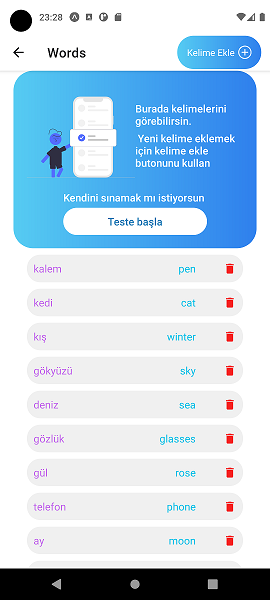 23:28
Words
Kelime Ekle
Burada kelimelerini
görebilirsin.
Yeni kelime eklemek
için kelime ekle
butonunu kullan
Kendini sınamak mı istiyorsun
Teste başla
kalem pen
kedi cat
kış winter
gökyüzü sky
deniz sea
gözlük glasses
gül rose
telefon phone
ay moon